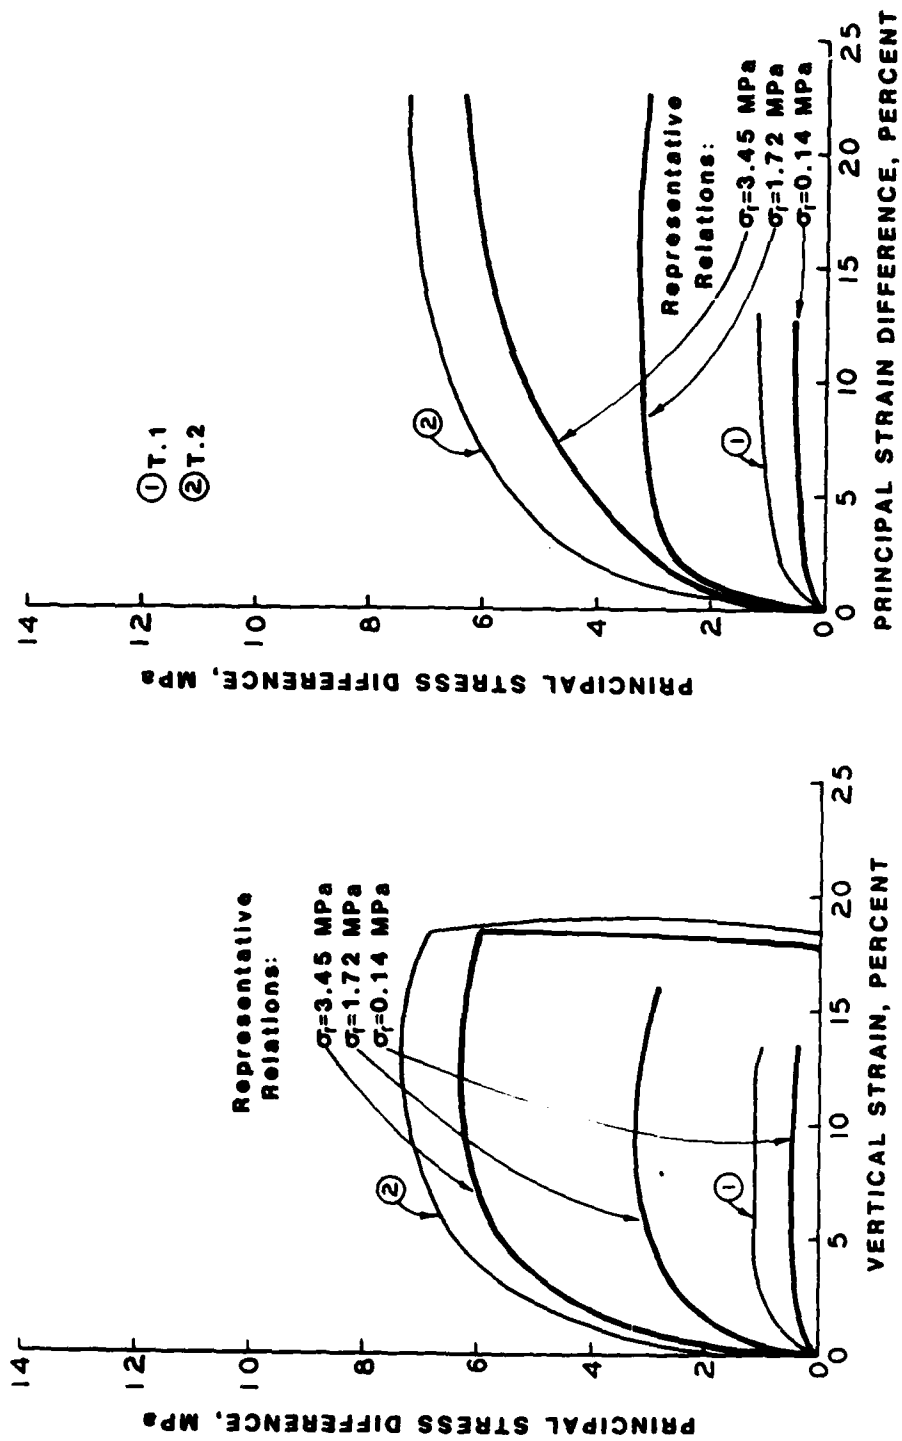 PRINCIPAL STRESS DIFFERENCE, MPa
14
12
10
8
6
4
2
0
Representative
Relations:
σr=3.45 MPa
σr=1.72 MPa
σr=0.14 MPa
②
①
0
5
10
15
20
25
VERTICAL STRAIN, PERCENT
PRINCIPAL STRESS DIFFERENCE, MPa
14
12
10
8
6
4
2
0
① T.1
② T.2
②
①
Representative
Relations:
σr=3.45 MPa
σr=1.72 MPa
σr=0.14 MPa
0
5
10
15
20
25
PRINCIPAL STRAIN DIFFERENCE, PERCENT